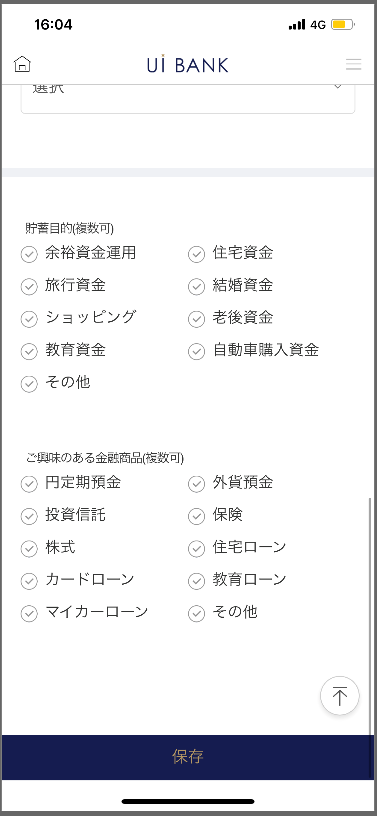 16:04
4G
UI BANK
選択
貯蓄目的(複数可)
余裕資金運用 住宅資金
旅行資金 結婚資金
ショッピング 老後資金
教育資金 自動車購入資金
その他
ご興味のある金融商品(複数可)
円定期預金 外貨預金
投資信託 保険
株式 住宅ローン
カードローン 教育ローン
マイカーローン その他
保存